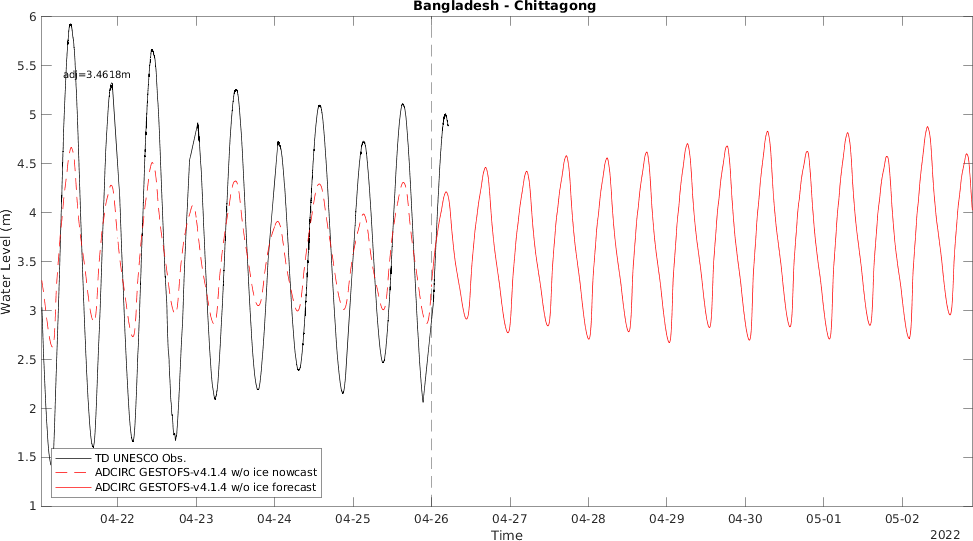 Bangladesh - Chittagong
6
5.5
5
4.5
4
3.5
3
2.5
2
1.5
1
Water Level (m)
adj=3.4618m
TD UNESCO Obs.
ADCIRC GESTOFS-v4.1.4 w/o ice nowcast
ADCIRC GESTOFS-v4.1.4 w/o ice forecast
04-22 04-23 04-24 04-25 04-26 04-27 04-28 04-29 04-30 05-01 05-02
Time
2022